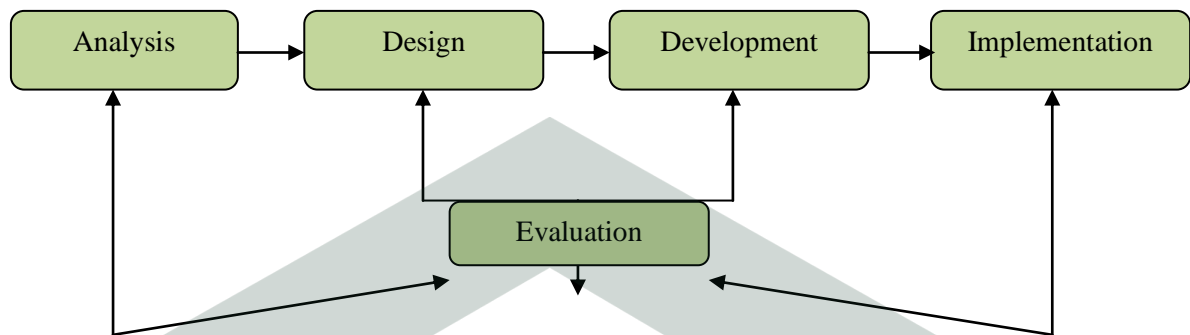 Analysis
Design
Development
Implementation
Evaluation